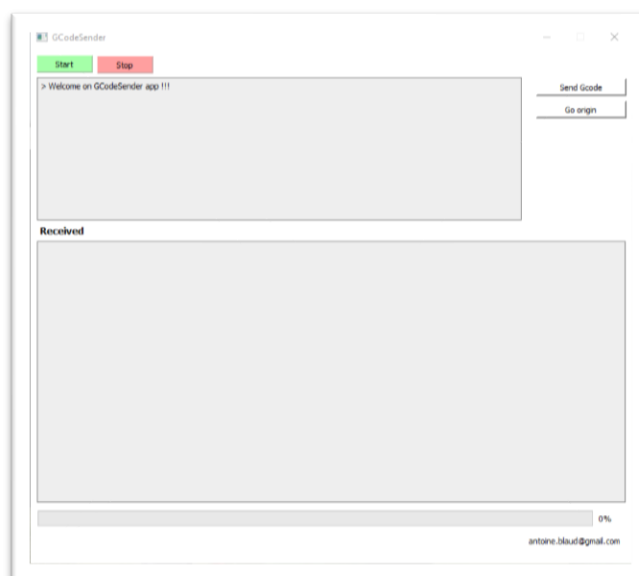 GCodeSender
Start Stop
> Welcome on GCodeSender app !!!
Send Gcode
Go origin
Received
0%
antoine.blaud@gmail.com